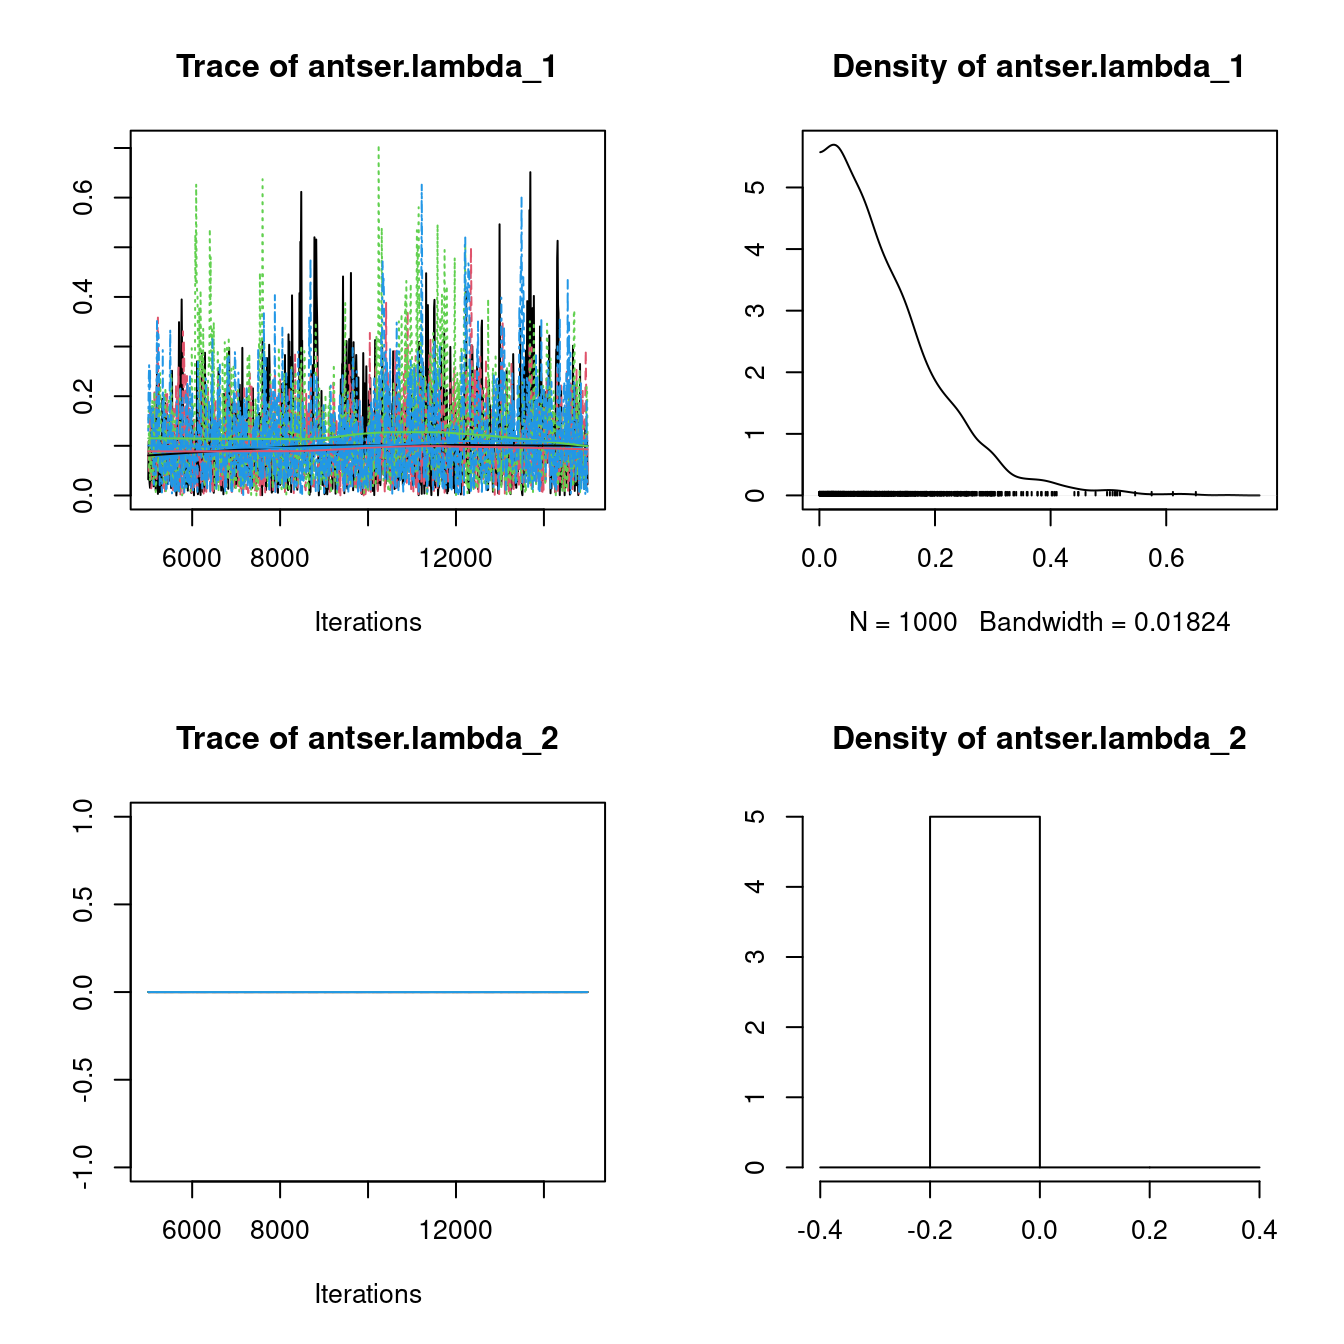 Trace of antser.lambda_1
0.0 0.2 0.4 0.6
6000 8000 12000
Iterations
Density of antser.lambda_1
0 1 2 3 4 5
0.0 0.2 0.4 0.6
N = 1000 Bandwidth = 0.01824
Trace of antser.lambda_2
-1.0 -0.5 0.0 0.5 1.0
6000 8000 12000
Iterations
Density of antser.lambda_2
0 1 2 3 4 5
-0.4 -0.2 0.0 0.2 0.4